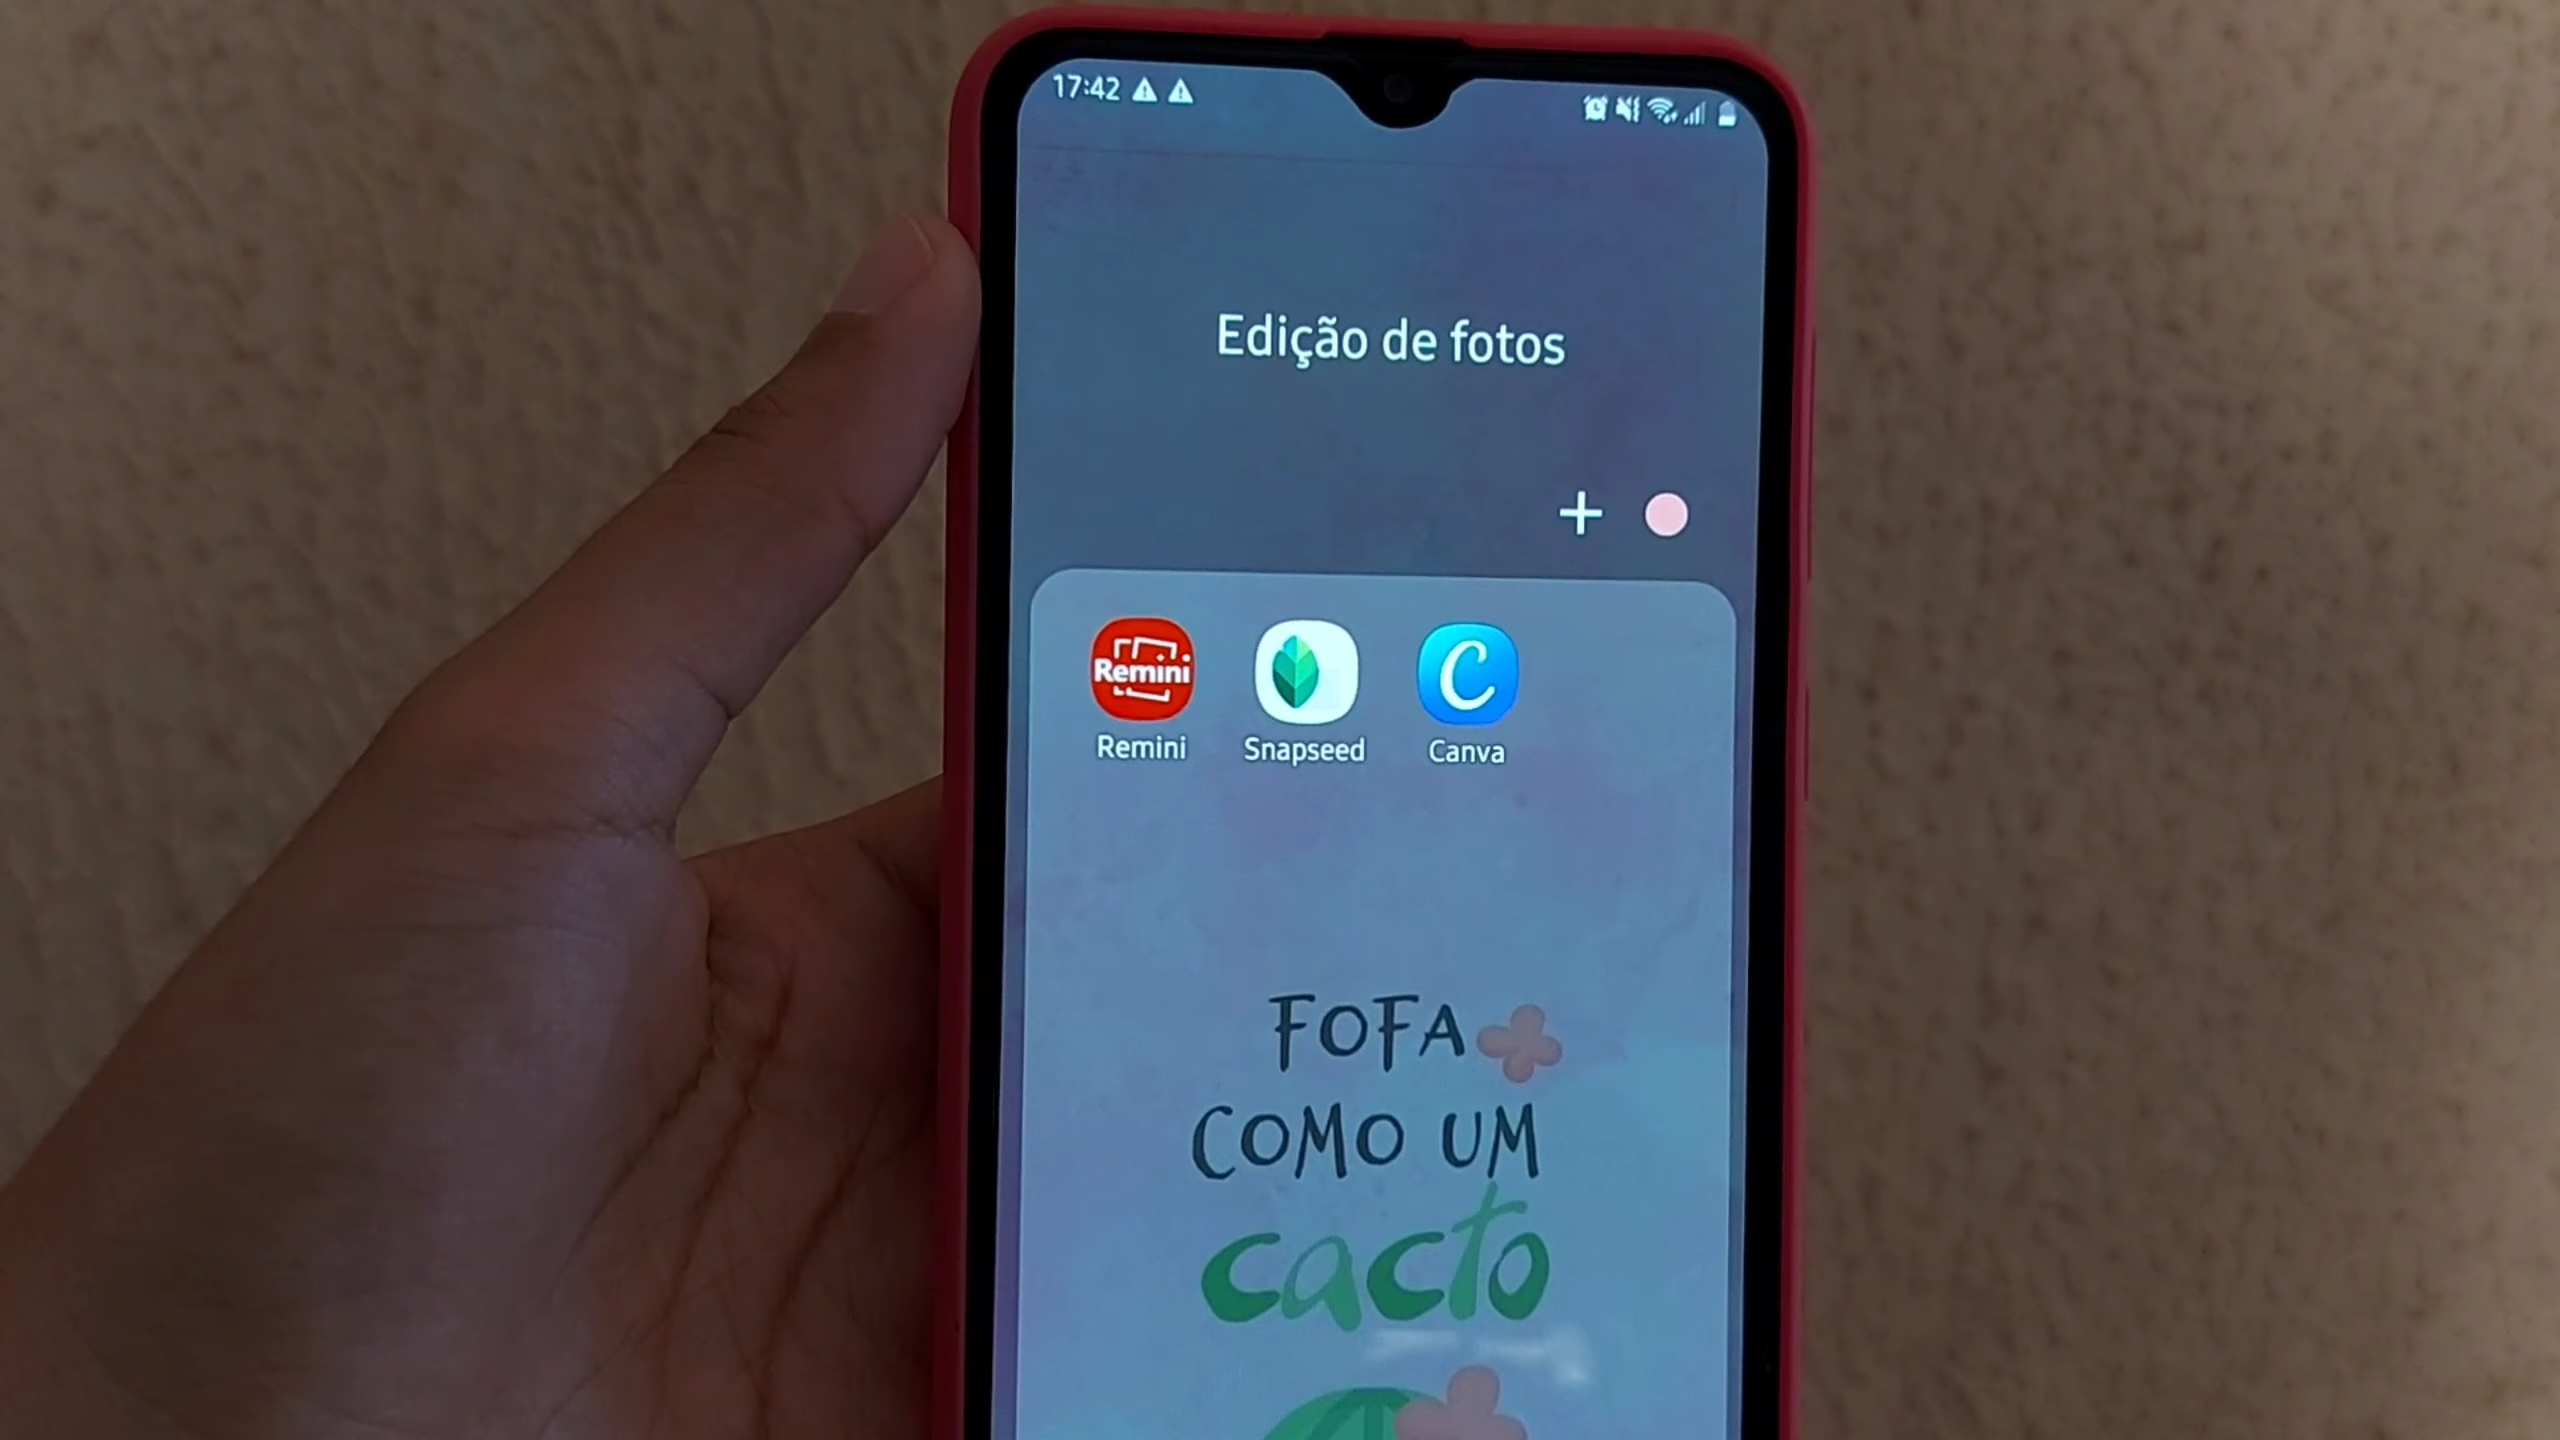 17:42
Edição de fotos
Remini
Remini Snapseed Canva
FOFA
COMO UM
cacto